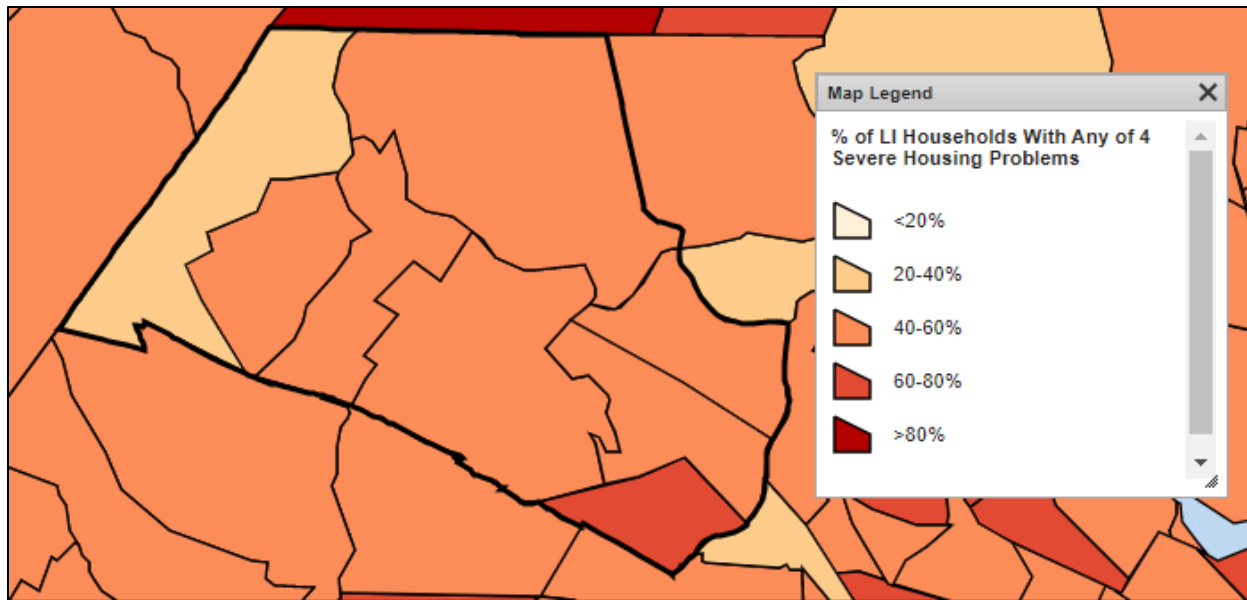 Map Legend
% of LI Households With Any of 4
Severe Housing Problems
<20%
20-40%
40-60%
60-80%
>80%